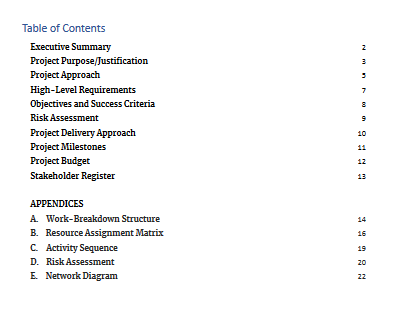 Table of Contents
Executive Summary 2
Project Purpose/Justification 3
Project Approach 5
High-Level Requirements 7
Objectives and Success Criteria 8
Risk Assessment 9
Project Delivery Approach 10
Project Milestones 11
Project Budget 12
Stakeholder Register 13
APPENDICES
A. Work-Breakdown Structure 14
B. Resource Assignment Matrix 16
C. Activity Sequence 19
D. Risk Assessment 20
E. Network Diagram 22